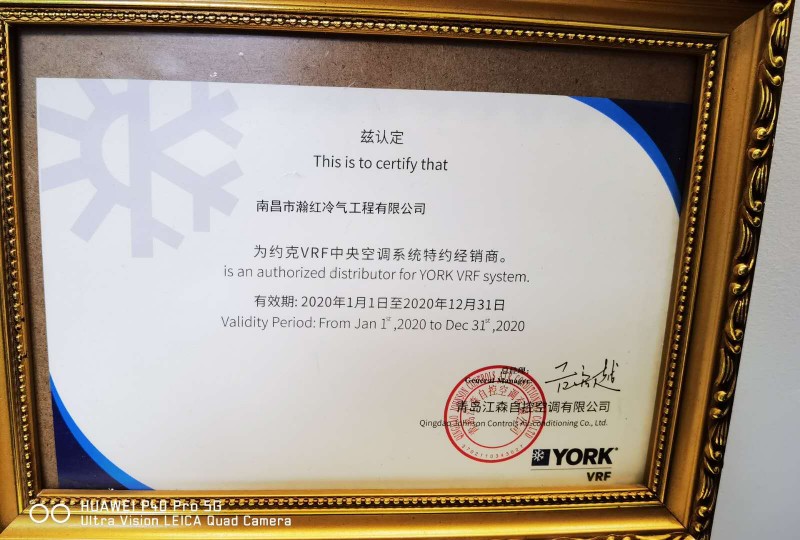 兹认定
This is to certify that
南昌市瀚红冷气工程有限公司
为约克VRF中央空调系统特约经销商。
is an authorized distributor for YORK VRF system.
有效期: 2020年1月1日至2020年12月31日
Validity Period: From Jan 1st ,2020 to Dec 31st ,2020
总经理:
General Manager:
青岛江森自控空调有限公司
Qingdao Johnson Controls Air-conditioning Co., Ltd.
YORK®
VRF
HUAWEI P40 Pro 5G
Ultra Vision LEICA Quad Camera